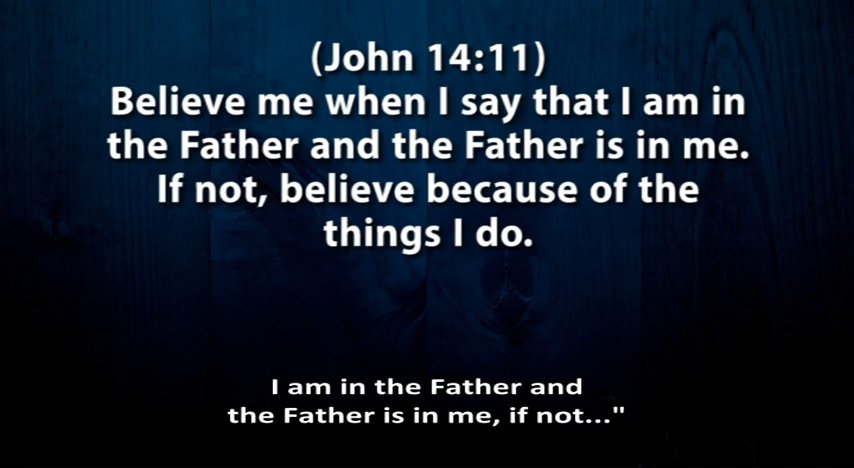 (John 14:11)
Believe me when I say that I am in
the Father and the Father is in me.
If not, believe because of the
things I do.
I am in the Father and
the Father is in me, if not..."